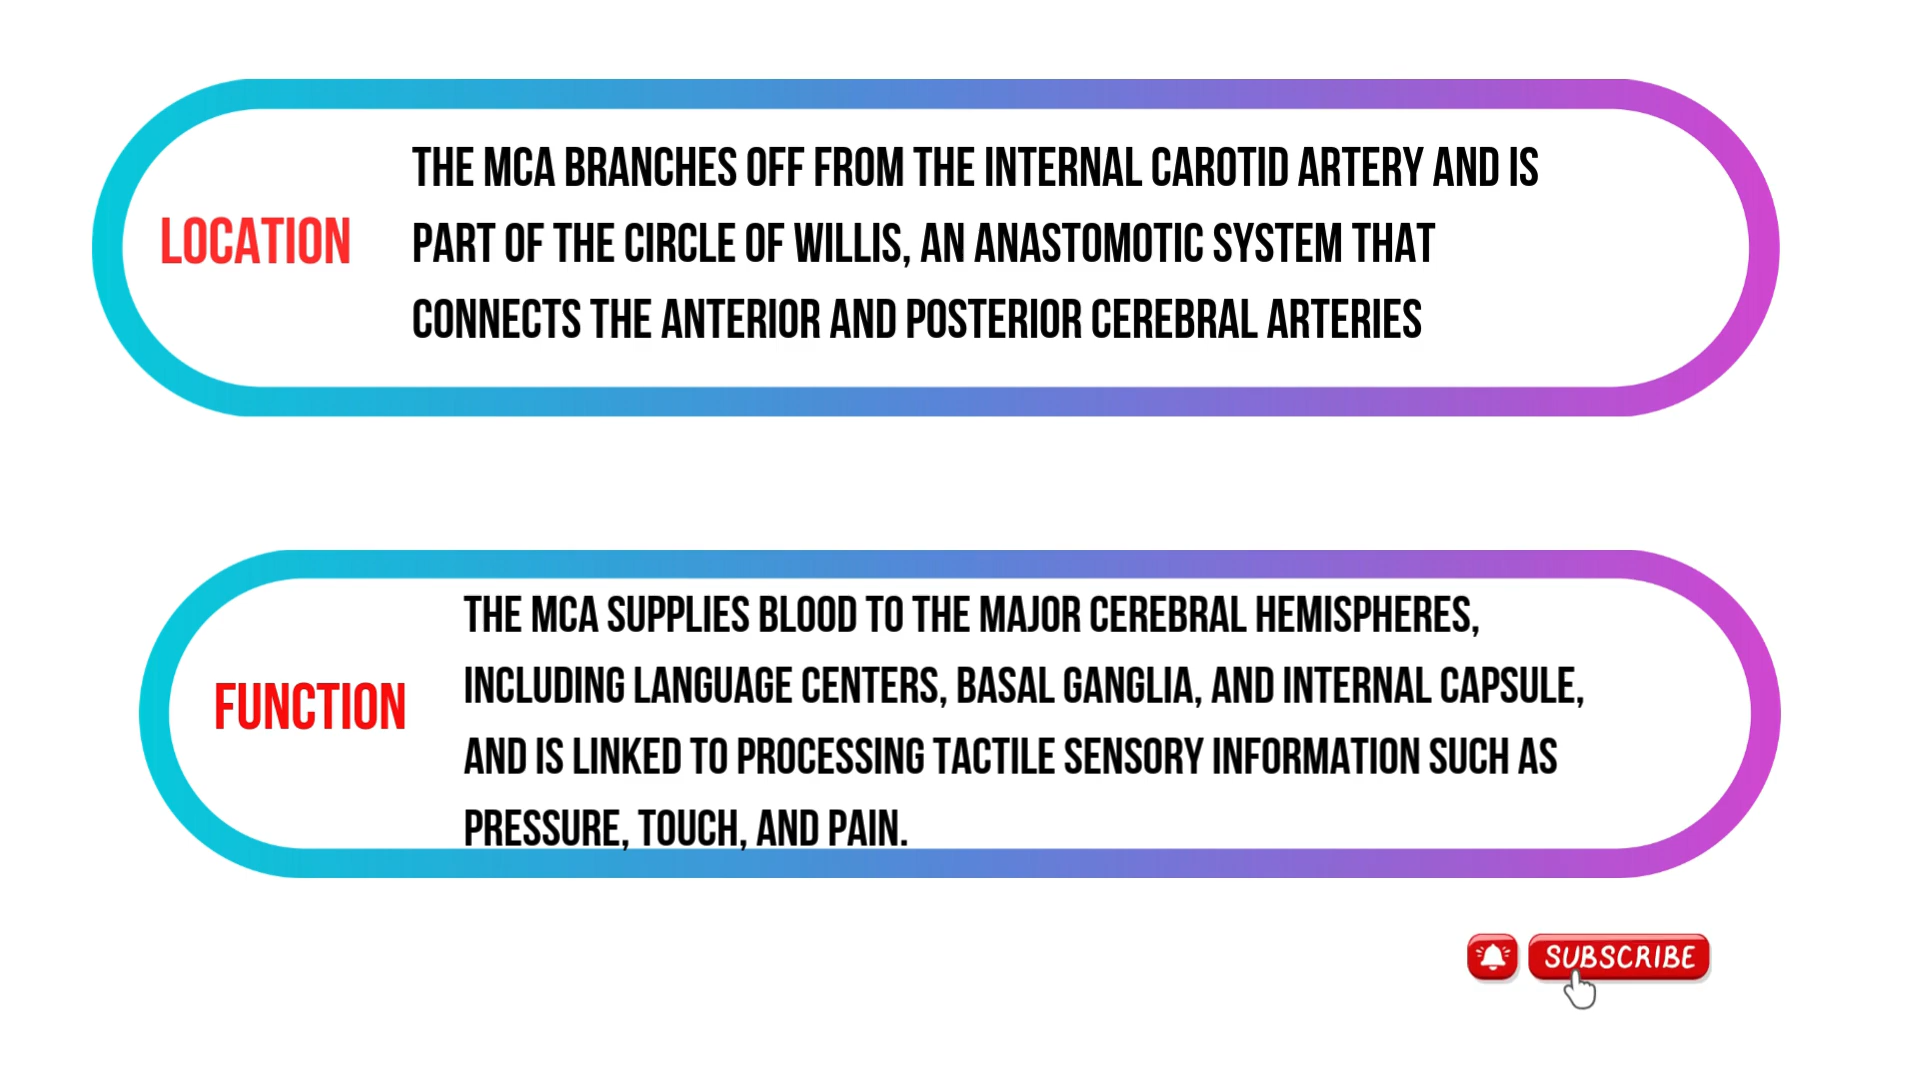 THE MCA BRANCHES OFF FROM THE INTERNAL CAROTID ARTERY AND IS
LOCATION
PART OF THE CIRCLE OF WILLIS, AN ANASTOMOTIC SYSTEM THAT
CONNECTS THE ANTERIOR AND POSTERIOR CEREBRAL ARTERIES
THE MCA SUPPLIES BLOOD TO THE MAJOR CEREBRAL HEMISPHERES,
INCLUDING LANGUAGE CENTERS, BASAL GANGLIA, AND INTERNAL CAPSULE,
FUNCTION
AND IS LINKED TO PROCESSING TACTILE SENSORY INFORMATION SUCH AS
PRESSURE, TOUCH, AND PAIN.
SUBSCRIBE